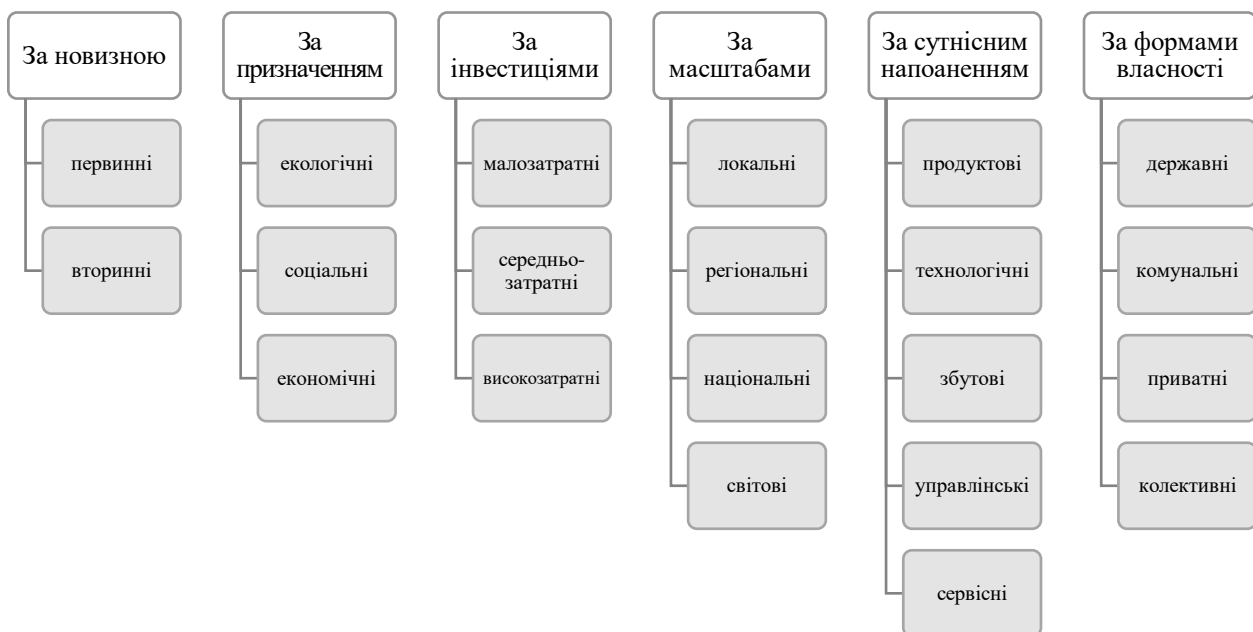 За новизною
первинні
вторинні
За
призначенням
екологічні
соціальні
економічні
За
інвестиціями
малозатратні
середньо-
затратні
високозатратні
За
масштабами
локальні
регіональні
національні
світові
За сутнісним
напоаненням
продуктові
технологічні
збутові
управлінські
сервісні
За формами
власності
державні
комунальні
приватні
колективні